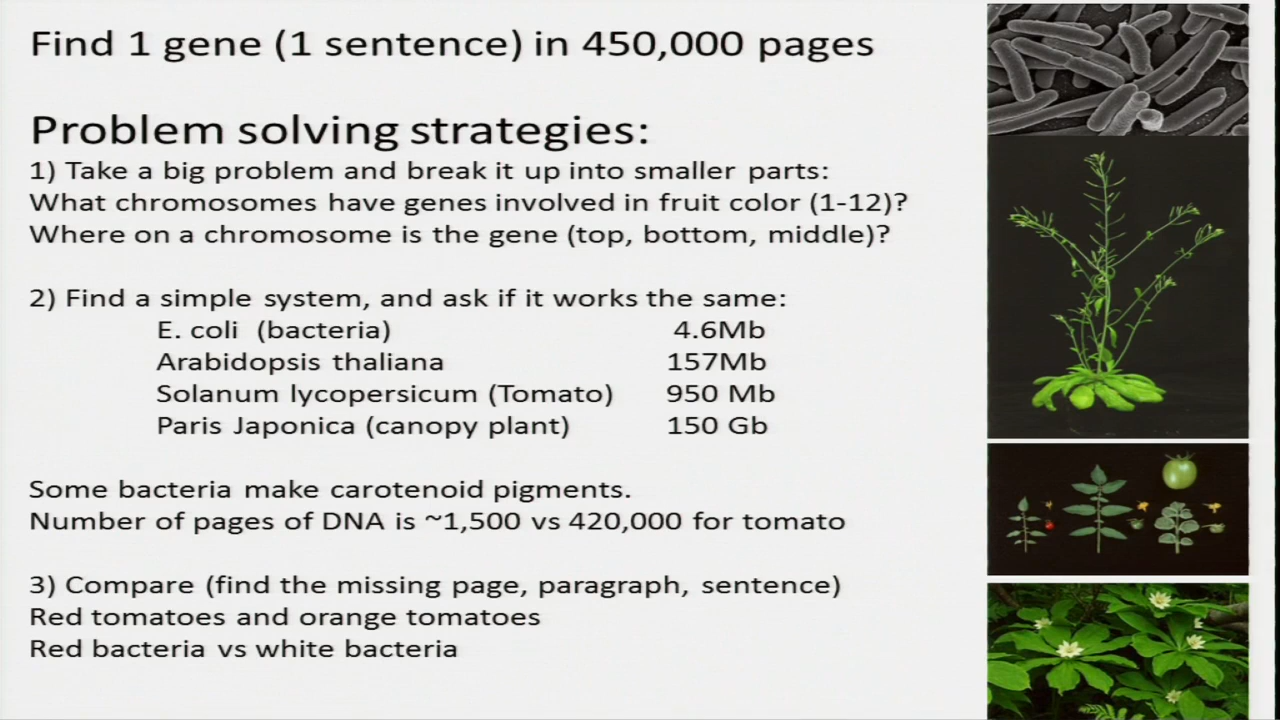 Find 1 gene (1 sentence) in 450,000 pages
Problem solving strategies:
1) Take a big problem and break it up into smaller parts:
What chromosomes have genes involved in fruit color (1-12)?
Where on a chromosome is the gene (top, bottom, middle)?
2) Find a simple system, and ask if it works the same:
E. coli (bacteria) 4.6Mb
Arabidopsis thaliana 157Mb
Solanum lycopersicum (Tomato) 950 Mb
Paris Japonica (canopy plant) 150 Gb
Some bacteria make carotenoid pigments.
Number of pages of DNA is ~1,500 vs 420,000 for tomato
3) Compare (find the missing page, paragraph, sentence)
Red tomatoes and orange tomatoes
Red bacteria vs white bacteria